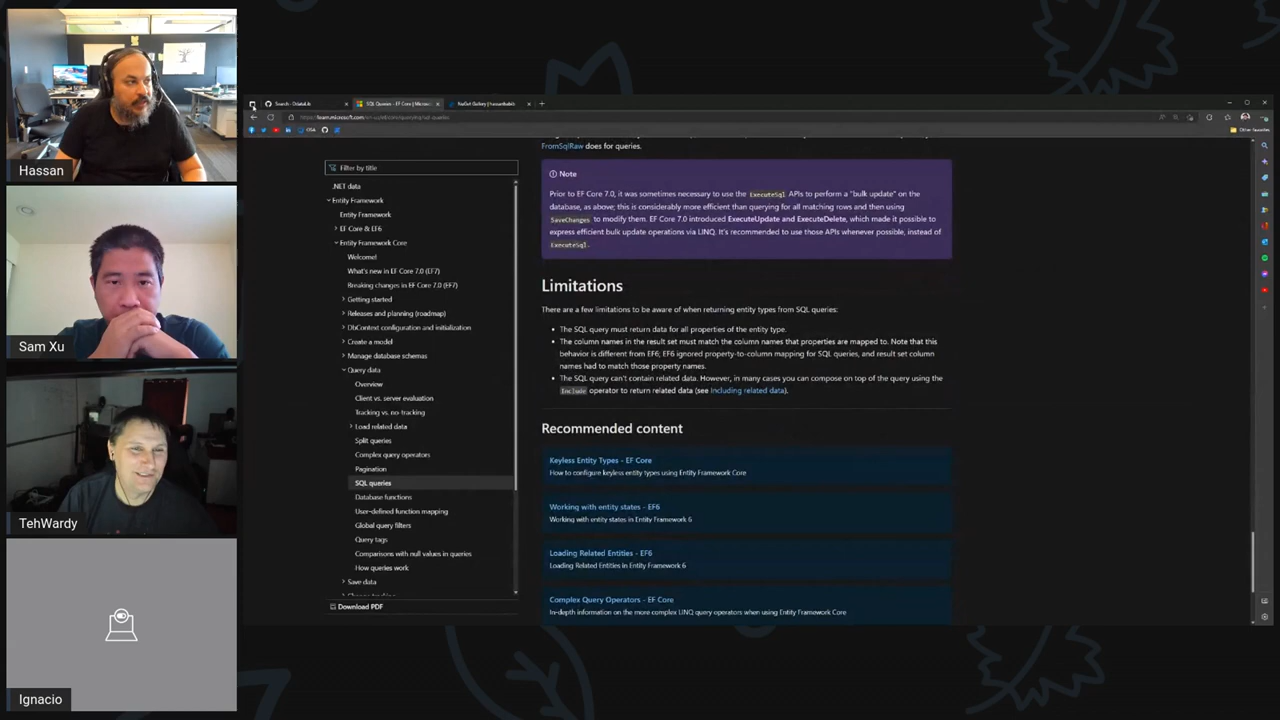 Hassan
Sam Xu
TehWardy
Ignacio
Search - OdataLib
SQL Queries - EF Core | Microso
NuGet Gallery | hassanhabib
OSA
Other favorites
Filter by title
.NET data
Entity Framework
Entity Framework
EF Core & EF6
Entity Framework Core
Welcome!
What's new in EF Core 7.0 (EF7)
Breaking changes in EF Core 7.0 (EF7)
Getting started
Releases and planning (roadmap)
DbContext configuration and initialization
Create a model
Manage database schemas
Query data
Overview
Client vs. server evaluation
Tracking vs. no-tracking
Load related data
Split queries
Complex query operators
Pagination
SQL queries
Database functions
User-defined function mapping
Global query filters
Query tags
Comparisons with null values in queries
How queries work
Save data
Download PDF
FromSqlRaw does for queries.
Note
Prior to EF Core 7.0, it was sometimes necessary to use the ExecuteSql APIs to perform a "bulk update" on the
database, as above; this is considerably more efficient than querying for all matching rows and then using
SaveChanges to modify them. EF Core 7.0 introduced ExecuteUpdate and ExecuteDelete, which made it possible to
express efficient bulk update operations via LINQ. It's recommended to use those APIs whenever possible, instead of
ExecuteSql.
Limitations
There are a few limitations to be aware of when returning entity types from SQL queries:
• The SQL query must return data for all properties of the entity type.
• The column names in the result set must match the column names that properties are mapped to. Note that this
behavior is different from EF6; EF6 ignored property-to-column mapping for SQL queries, and result set column
names had to match those property names.
• The SQL query can't contain related data. However, in many cases you can compose on top of the query using the
Include operator to return related data (see Including related data).
Recommended content
Keyless Entity Types - EF Core
How to configure keyless entity types using Entity Framework Core
Working with entity states - EF6
Working with entity states in Entity Framework 6
Loading Related Entities - EF6
Loading Related Entities in Entity Framework 6
Complex Query Operators - EF Core
In-depth information on the more complex LINQ query operators when using Entity Framework Core